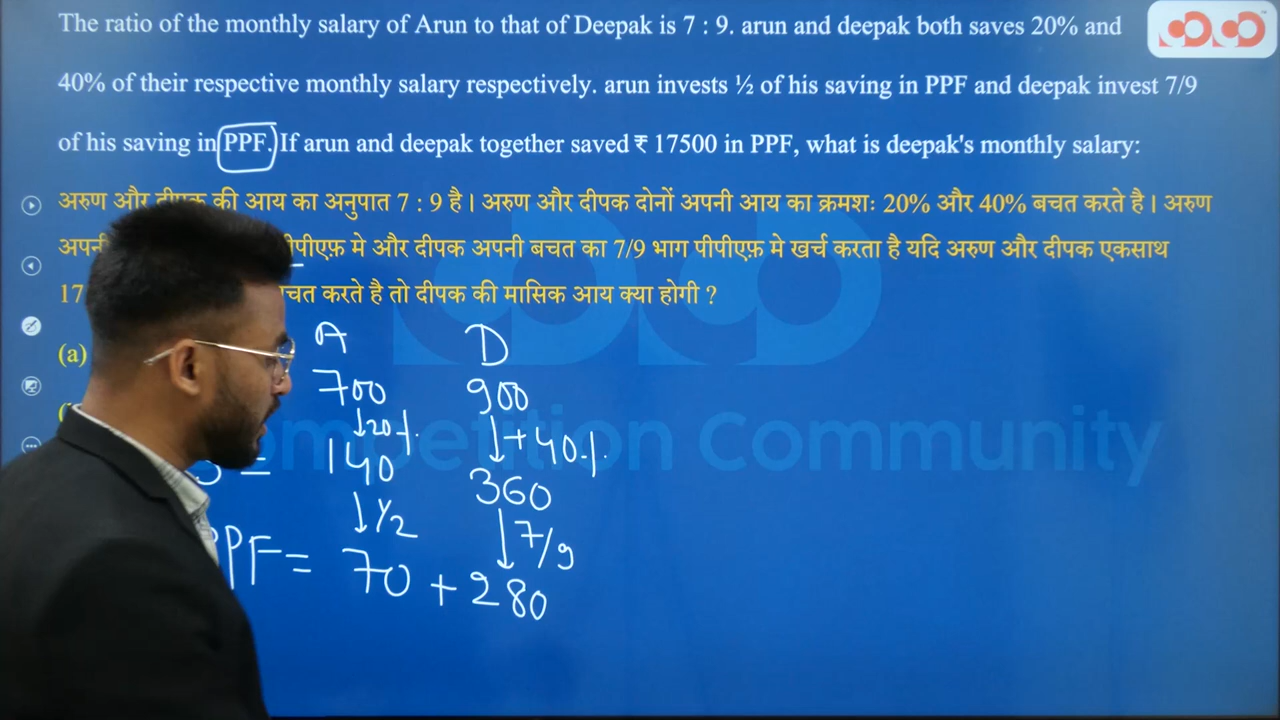 The ratio of the monthly salary of Arun to that of Deepak is 7 : 9. arun and deepak both saves 20% and
40% of their respective monthly salary respectively. arun invests ½ of his saving in PPF and deepak invest 7/9
of his saving in PPF. If arun and deepak together saved ₹ 17500 in PPF, what is deepak's monthly salary:
अरुण और दीपक की आय का अनुपात 7 : 9 है। अरुण और दीपक दोनों अपनी आय का क्रमशः 20% और 40% बचत करते है। अरुण
पीपीएफ़ मे और दीपक अपनी बचत का 7/9 भाग पीपीएफ़ मे खर्च करता है यदि अरुण और दीपक एकसाथ
17 करते है तो दीपक की मासिक आय क्या होगी ?
(a)
A D
700 900
↓20% ↓+40%
= 140 360
↓½ ↓7/9
PPF = 70 + 280
Competition Community